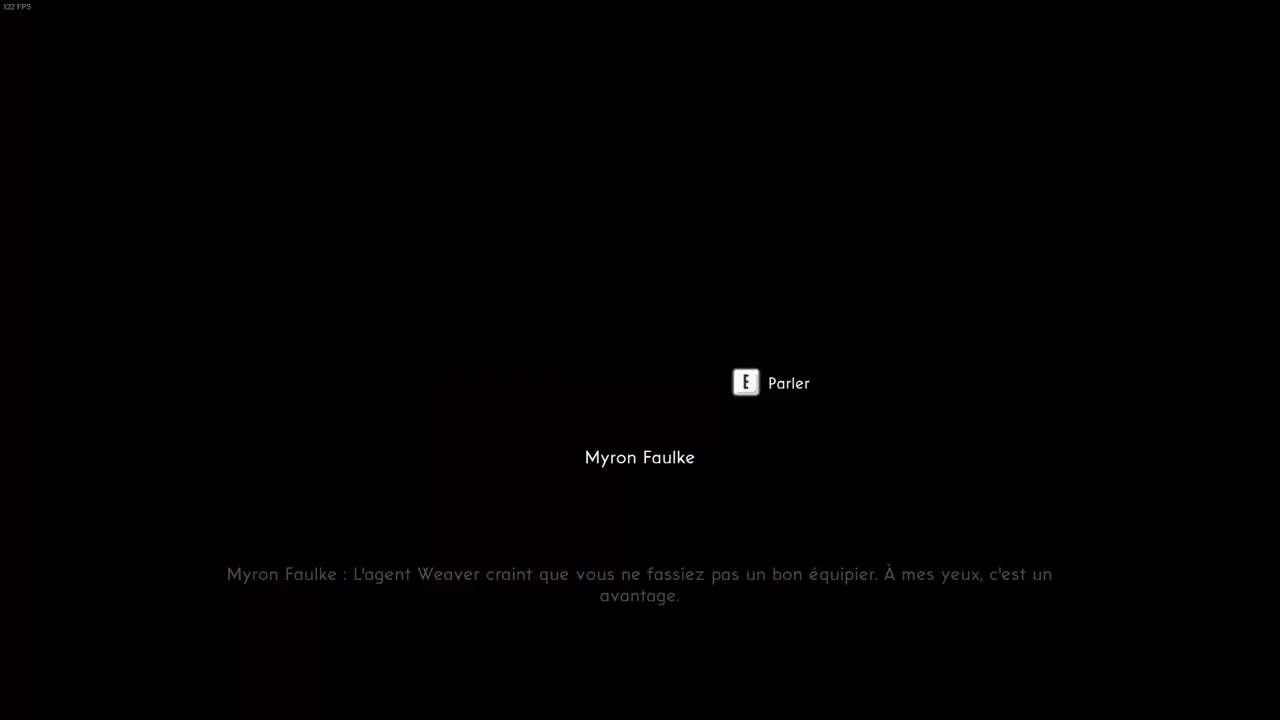 122 FPS
E Parler
Myron Faulke
Myron Faulke : L'agent Weaver craint que vous ne fassiez pas un bon équipier. À mes yeux, c'est un
avantage.